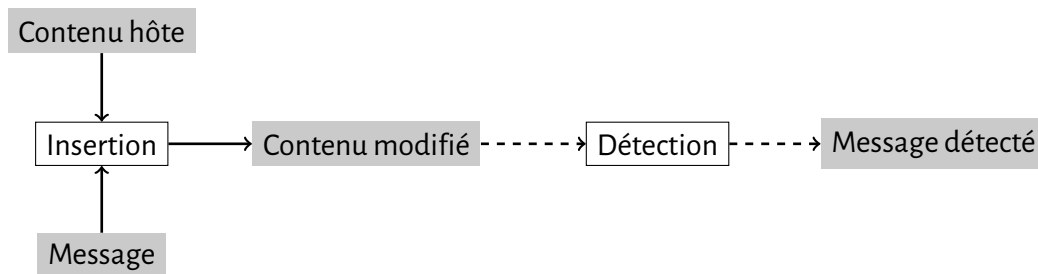 Contenu hôte
Insertion
Contenu modifié
Détection
Message détecté
Message